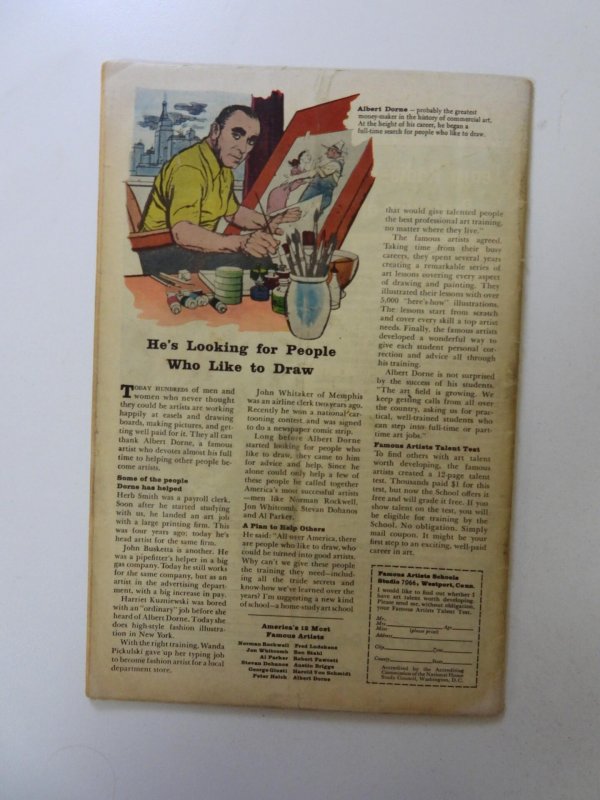 Albert Dorne — probably the greatest
money-maker in the history of commercial art.
At the height of his career, he began a
full-time search for people who like to draw.
He's Looking for People
Who Like to Draw
TODAY HUNDREDS of men and
women who never thought
they could be artists are working
happily at easels and drawing
boards, making pictures, and get-
ting well paid for it. They all can
thank Albert Dorne, a famous
artist who devotes almost his full
time to helping other people be-
come artists.
Some of the people
Dorne has helped
Herb Smith was a payroll clerk.
Soon after he started studying
with us, he landed an art job
with a large printing firm. This
was four years ago; today he's
head artist for the same firm.
John Busketta is another. He
was a pipefitter's helper in a big
gas company. Today he still works
for the same company, but as an
artist in the advertising depart-
ment, with a big increase in pay.
Harriet Kuzniewski was bored
with an "ordinary" job before she
heard of Albert Dorne. Today she
does high-style fashion illustra-
tion in New York.
With the right training, Wanda
Pickulski gave up her typing job
to become fashion artist for a local
department store.
John Whitaker of Memphis
was an airline clerk two years ago.
Recently he won a national car-
tooning contest and was signed
to do a newspaper comic strip.
Long before Albert Dorne
started looking for people who
like to draw, they came to him
for advice and help. Since he
alone could help only a few of
these people he called together
America's most successful artists
—men like Norman Rockwell,
Jon Whitcomb, Stevan Dohanos
and Al Parker.
A Plan to Help Others
He said: "All over America, there
are people who like to draw, who
could be turned into good artists.
Why can't we give these people
the training they need—includ-
ing all the trade secrets and
know-how we've learned over the
years? I'm suggesting a new kind
of school—a home-study art school
America's 12 Most
Famous Artists
Norman Rockwell
Jon Whitcomb
Al Parker
Stevan Dohanos
George Giusti
Peter Helck
Fred Ludekens
Ben Stahl
Robert Fawcett
Austin Briggs
Harold Von Schmidt
Albert Dorne
that would give talented people
the best professional art training,
no matter where they live."
The famous artists agreed.
Taking time from their busy
careers, they spent several years
creating a remarkable series of
art lessons covering every aspect
of drawing and painting. They
illustrated their lessons with over
5,000 "here's-how" illustrations.
The lessons start from scratch
and cover every skill a top artist
needs. Finally, the famous artists
developed a wonderful way to
give each student personal cor-
rection and advice all through
his training.
Albert Dorne is not surprised
by the success of his students.
"The art field is growing. We
keep getting calls from all over
the country, asking us for prac-
tical, well-trained students who
can step into full-time or part-
time art jobs."
Famous Artists Talent Test
To find others with art talent
worth developing, the famous
artists created a 12-page talent
test. Thousands paid $1 for this
test, but now the School offers it
free and will grade it free. If you
show talent on the test, you will
be eligible for training by the
School. No obligation. Simply
mail coupon. It might be your
first step to an exciting, well-paid
career in art.
Famous Artists Schools
Studio 7064, Westport, Conn.
I would like to find out whether I
have art talent worth developing.
Please send me, without obligation,
your Famous Artists Talent Test.
Mr.
Mrs.
Miss Age
(please print)
Address
City Zone
County State
Accredited by the Accrediting
Commission of the National Home
Study Council, Washington, D.C.